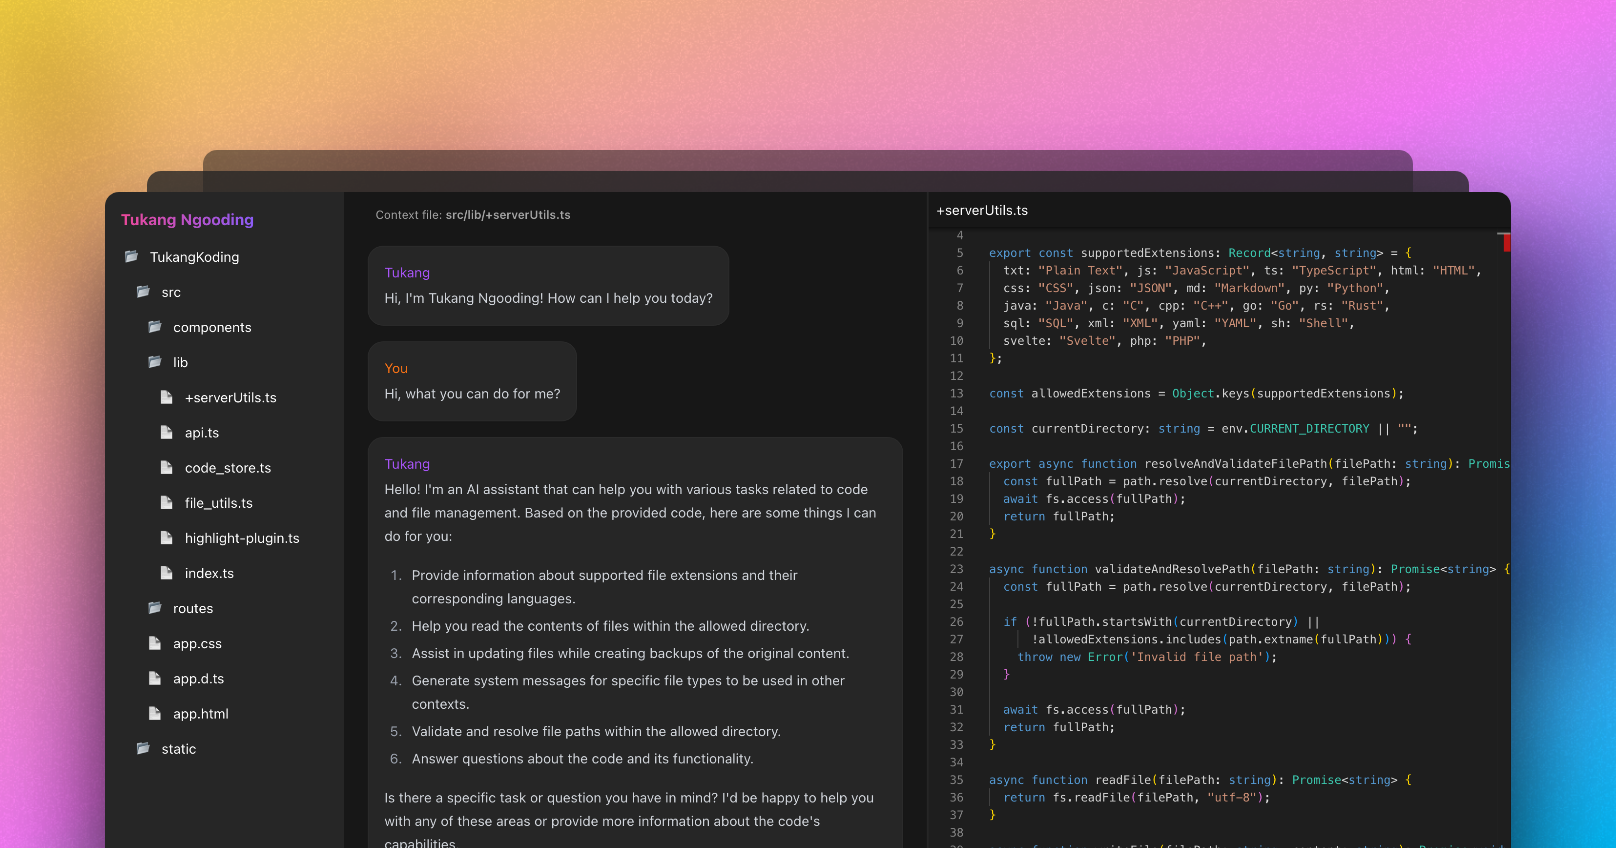 Tukang Ngooding
TukangKoding
src
components
lib
+serverUtils.ts
api.ts
code_store.ts
file_utils.ts
highlight-plugin.ts
index.ts
routes
app.css
app.d.ts
app.html
static
Context file: src/lib/+serverUtils.ts
Tukang
Hi, I'm Tukang Ngooding! How can I help you today?
You
Hi, what you can do for me?
Tukang
Hello! I'm an AI assistant that can help you with various tasks related to code
and file management. Based on the provided code, here are some things I can
do for you:
1. Provide information about supported file extensions and their
corresponding languages.
2. Help you read the contents of files within the allowed directory.
3. Assist in updating files while creating backups of the original content.
4. Generate system messages for specific file types to be used in other
contexts.
5. Validate and resolve file paths within the allowed directory.
6. Answer questions about the code and its functionality.
Is there a specific task or question you have in mind? I'd be happy to help you
with any of these areas or provide more information about the code's
capabilities.
+serverUtils.ts
4
5 export const supportedExtensions: Record<string, string> = {
6 txt: "Plain Text", js: "JavaScript", ts: "TypeScript", html: "HTML",
7 css: "CSS", json: "JSON", md: "Markdown", py: "Python",
8 java: "Java", c: "C", cpp: "C++", go: "Go", rs: "Rust",
9 sql: "SQL", xml: "XML", yaml: "YAML", sh: "Shell",
10 svelte: "Svelte", php: "PHP",
11 };
12
13 const allowedExtensions = Object.keys(supportedExtensions);
14
15 const currentDirectory: string = env.CURRENT_DIRECTORY || "";
16
17 export async function resolveAndValidateFilePath(filePath: string): Promis
18 const fullPath = path.resolve(currentDirectory, filePath);
19 await fs.access(fullPath);
20 return fullPath;
21 }
22
23 async function validateAndResolvePath(filePath: string): Promise<string> {
24 const fullPath = path.resolve(currentDirectory, filePath);
25
26 if (!fullPath.startsWith(currentDirectory) ||
27 !allowedExtensions.includes(path.extname(fullPath))) {
28 throw new Error('Invalid file path');
29 }
30
31 await fs.access(fullPath);
32 return fullPath;
33 }
34
35 async function readFile(filePath: string): Promise<string> {
36 return fs.readFile(filePath, "utf-8");
37 }
38